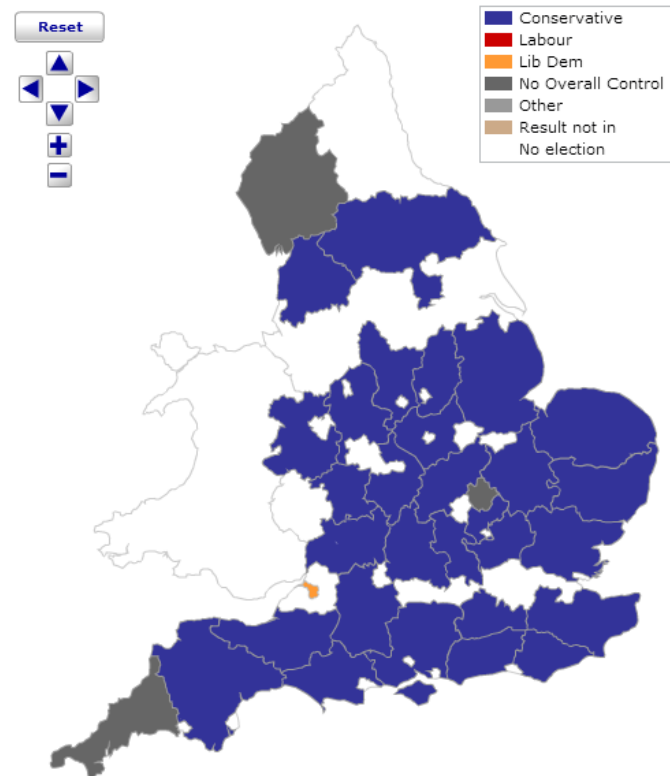 Reset
Conservative
Labour
Lib Dem
No Overall Control
Other
Result not in
No election